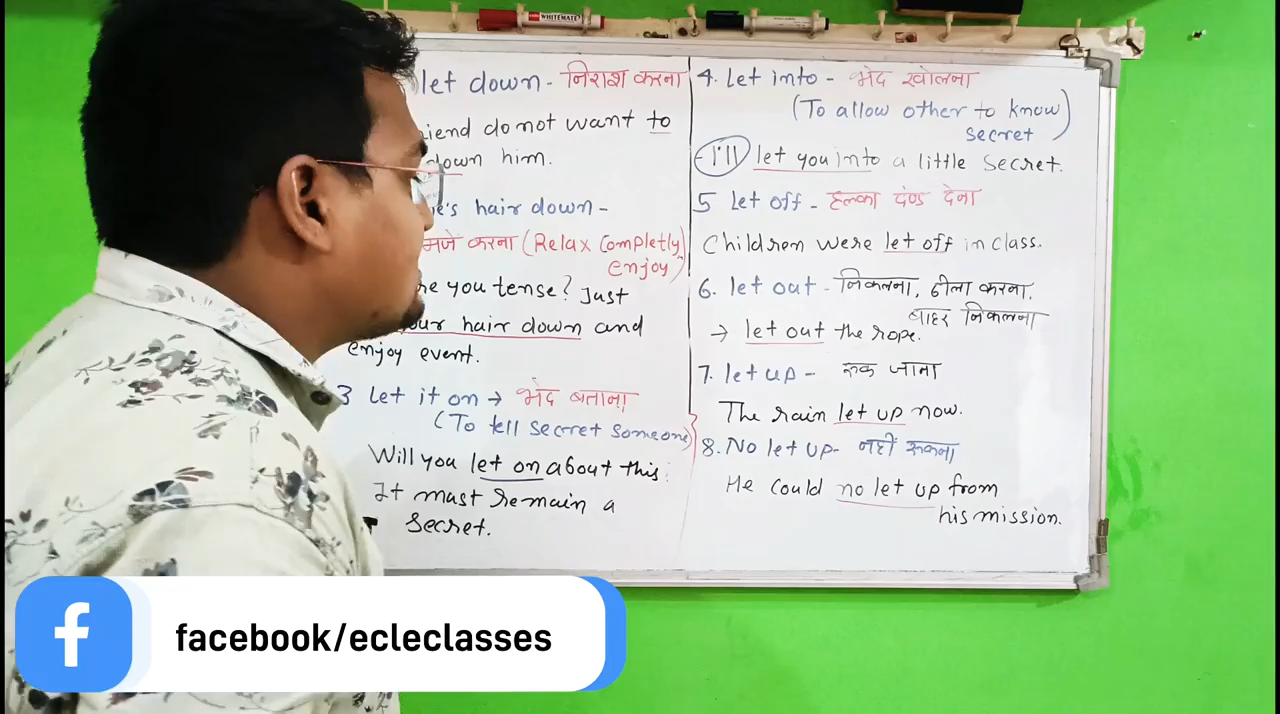 WHITEMATE
let down - निराश करना
iend do not want to
down him.
e's hair down -
मजे करना (Relax completly,
enjoy)
e you tense? Just
our hair down and
enjoy event.
3 Let it on → भेद बताना
(To tell secret someone)
Will you let on about this.
It must remain a
secret.
4. Let into - भेद खोलना
(To allow other to know
secret)
- I'll let you into a little secret.
5 Let off - हल्का दंण्ड देना
Children were let off in class.
6. let out - निकलना, ढीला करना,
बाहर निकलना
→ let out the rope.
7. let up - रूक जाना
The rain let up now.
8. No let up- नहीं रूकना
He could no let up from
his mission.
facebook/ecleclasses